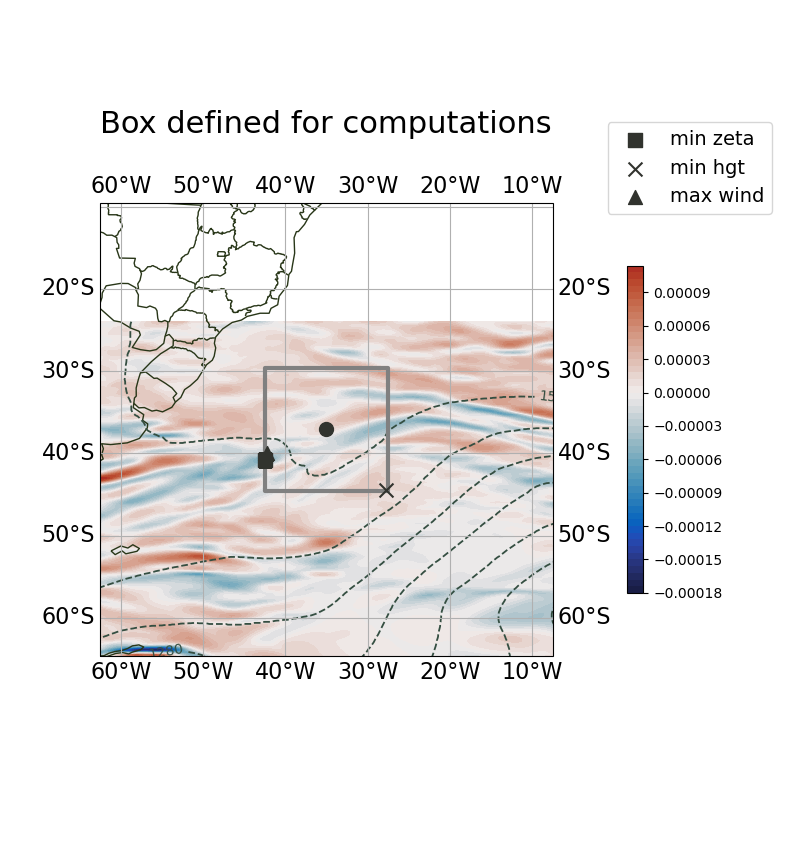 Box defined for computations
min zeta
min hgt
max wind
60°W 50°W 40°W 30°W 20°W 10°W
20°S 20°S
30°S 30°S
40°S 40°S
50°S 50°S
60°S 60°S
60°W 50°W 40°W 30°W 20°W 10°W
0.00009
0.00006
0.00003
0.00000
−0.00003
−0.00006
−0.00009
−0.00012
−0.00015
−0.00018